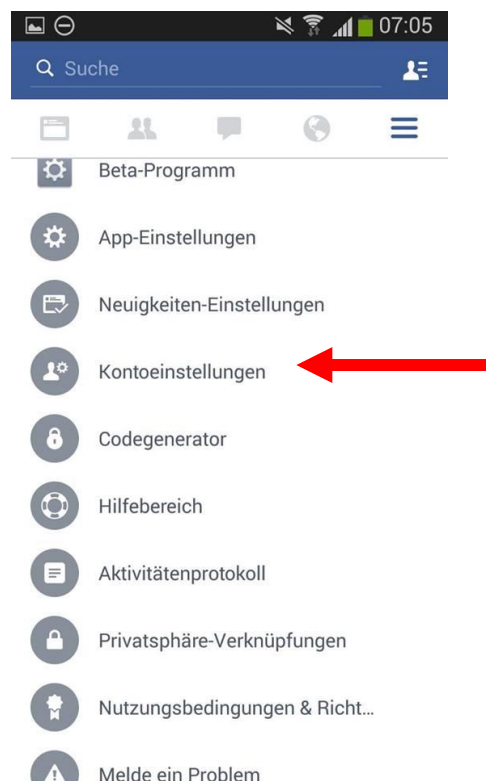 07:05
Suche
Beta-Programm
App-Einstellungen
Neuigkeiten-Einstellungen
Kontoeinstellungen
Codegenerator
Hilfebereich
Aktivitätenprotokoll
Privatsphäre-Verknüpfungen
Nutzungsbedingungen & Richt...
Melde ein Problem